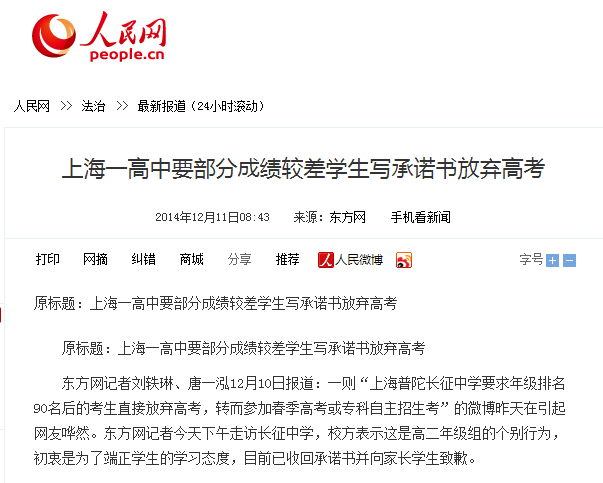 人民网
people.cn
人民网 >> 法治 >> 最新报道（24小时滚动）
上海一高中要部分成绩较差学生写承诺书放弃高考
2014年12月11日08:43 来源：东方网 手机看新闻
打印 网摘 纠错 商城 分享 推荐 人民微博 字号
原标题：上海一高中要部分成绩较差学生写承诺书放弃高考
原标题：上海一高中要部分成绩较差学生写承诺书放弃高考
东方网记者刘轶琳、唐一泓12月10日报道：一则“上海普陀长征中学要求年级排名
90名后的考生直接放弃高考，转而参加春季高考或专科自主招生考”的微博昨天在引起
网友哗然。东方网记者今天下午走访长征中学，校方表示这是高二年级组的个别行为，
初衷是为了端正学生的学习态度，目前已收回承诺书并向家长学生致歉。